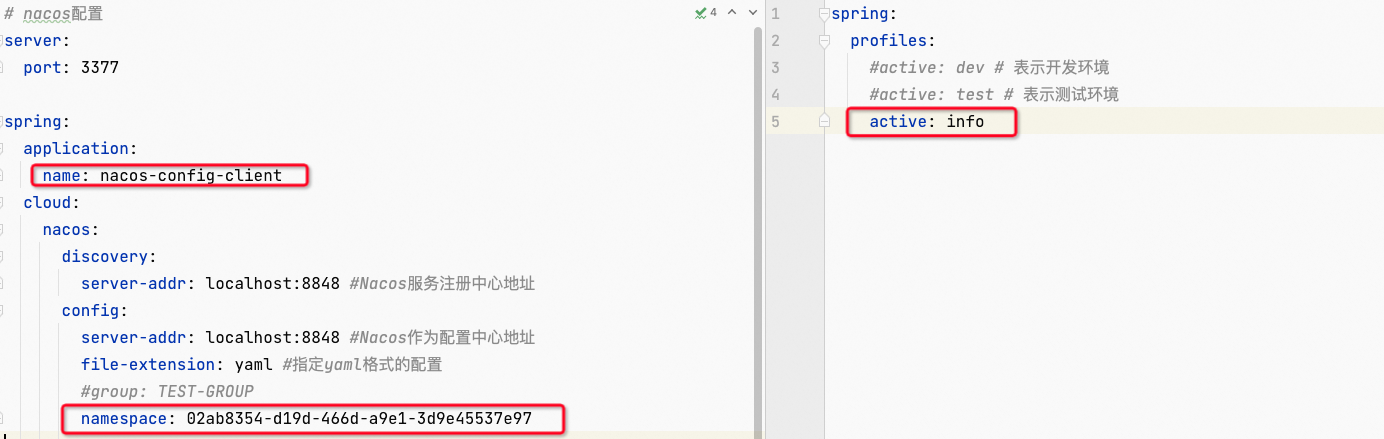 # nacos配置
server:
  port: 3377
spring:
  application:
    name: nacos-config-client
  cloud:
    nacos:
      discovery:
        server-addr: localhost:8848 #Nacos服务注册中心地址
      config:
        server-addr: localhost:8848 #Nacos作为配置中心地址
        file-extension: yaml #指定yaml格式的配置
        #group: TEST-GROUP
        namespace: 02ab8354-d19d-466d-a9e1-3d9e45537e97
4
1 spring:
2   profiles:
3     #active: dev # 表示开发环境
4     #active: test # 表示测试环境
5     active: info